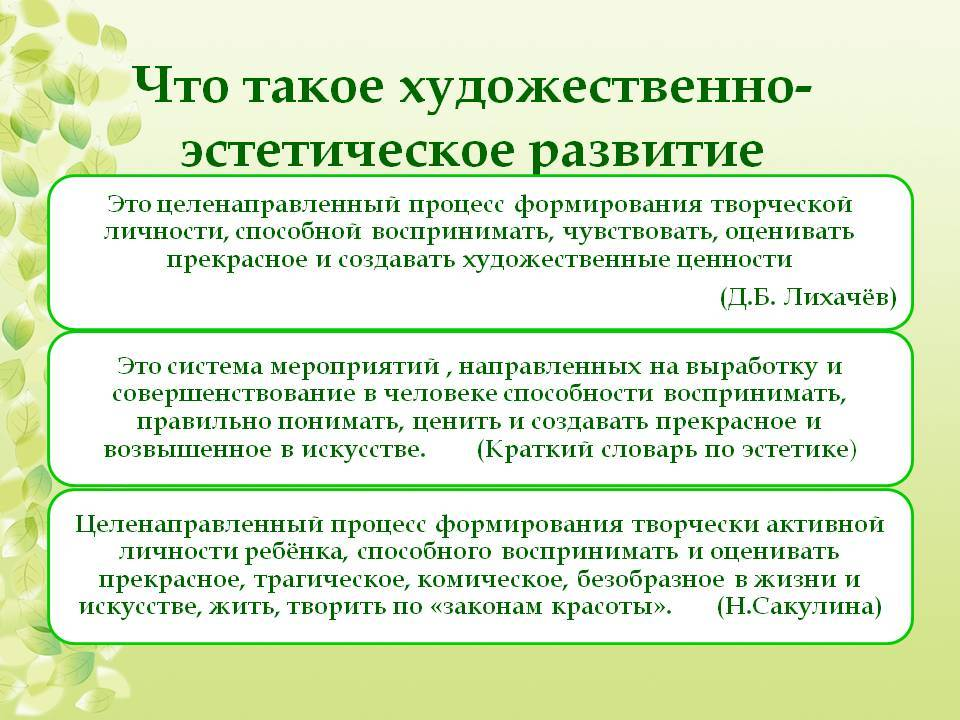 Что такое художественно-
эстетическое развитие
Это целенаправленный процесс формирования творческой
личности, способной воспринимать, чувствовать, оценивать
прекрасное и создавать художественные ценности
(Д.Б. Лихачёв)
Это система мероприятий , направленных на выработку и
совершенствование в человеке способности воспринимать,
правильно понимать, ценить и создавать прекрасное и
возвышенное в искусстве. (Краткий словарь по эстетике)
Целенаправленный процесс формирования творчески активной
личности ребёнка, способного воспринимать и оценивать
прекрасное, трагическое, комическое, безобразное в жизни и
искусстве, жить, творить по «законам красоты». (Н.Сакулина)